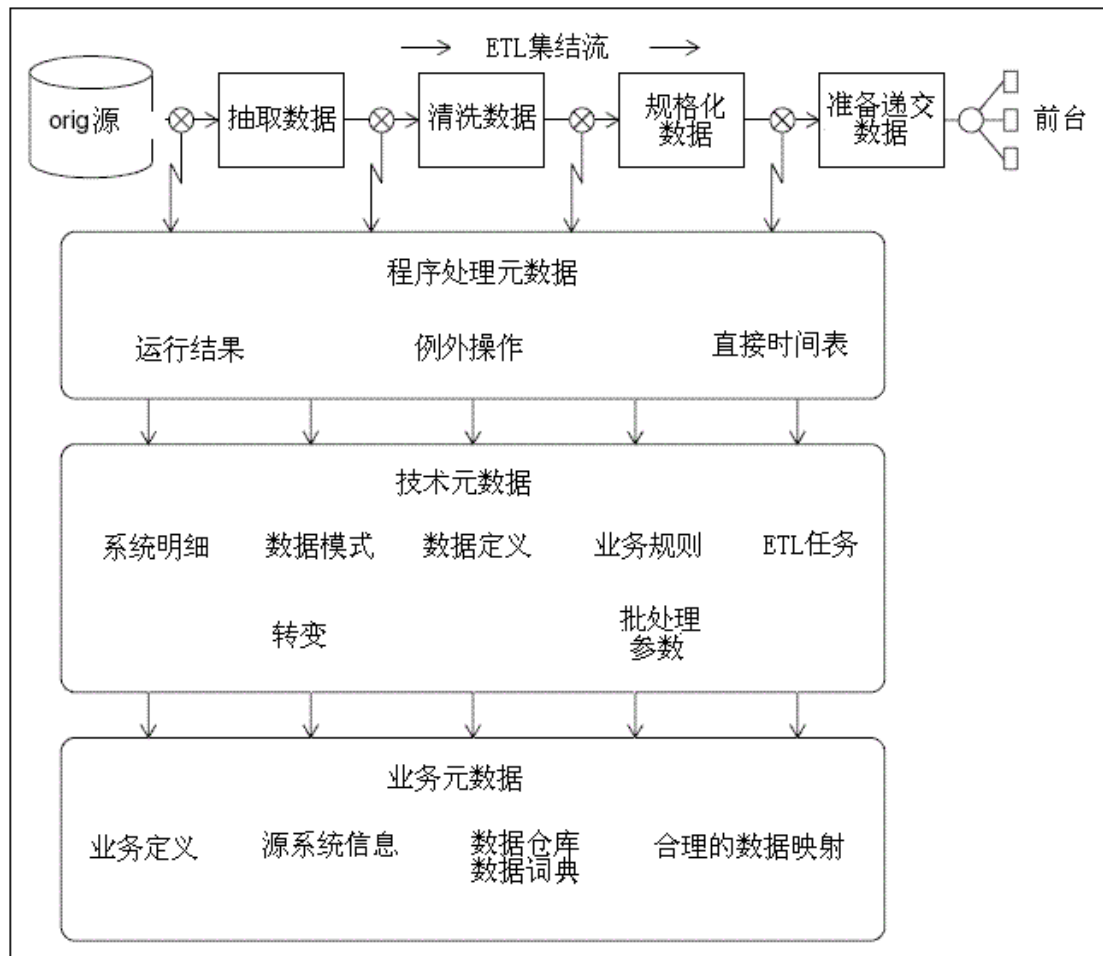 ETL集结流
orig源
抽取数据
清洗数据
规格化
数据
准备递交
数据
前台
程序处理元数据
运行结果
例外操作
直接时间表
技术元数据
系统明细
数据模式
数据定义
业务规则
ETL任务
转变
批处理
参数
业务元数据
业务定义
源系统信息
数据仓库
数据词典
合理的数据映射